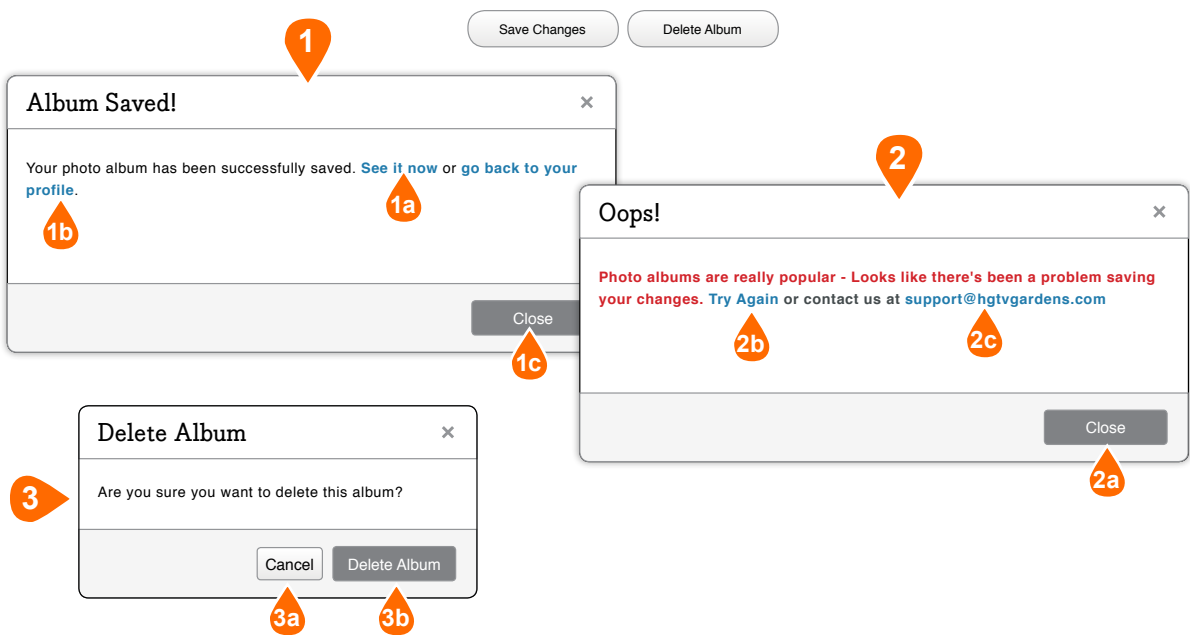 Save Changes
Delete Album
1
Album Saved!
×
Your photo album has been successfully saved. See it now or go back to your
profile.
1a
1b
Close
1c
2
Oops!
×
Photo albums are really popular - Looks like there's been a problem saving
your changes. Try Again or contact us at support@hgtvgardens.com
2b
2c
Close
2a
3
Delete Album
×
Are you sure you want to delete this album?
Cancel
Delete Album
3a
3b